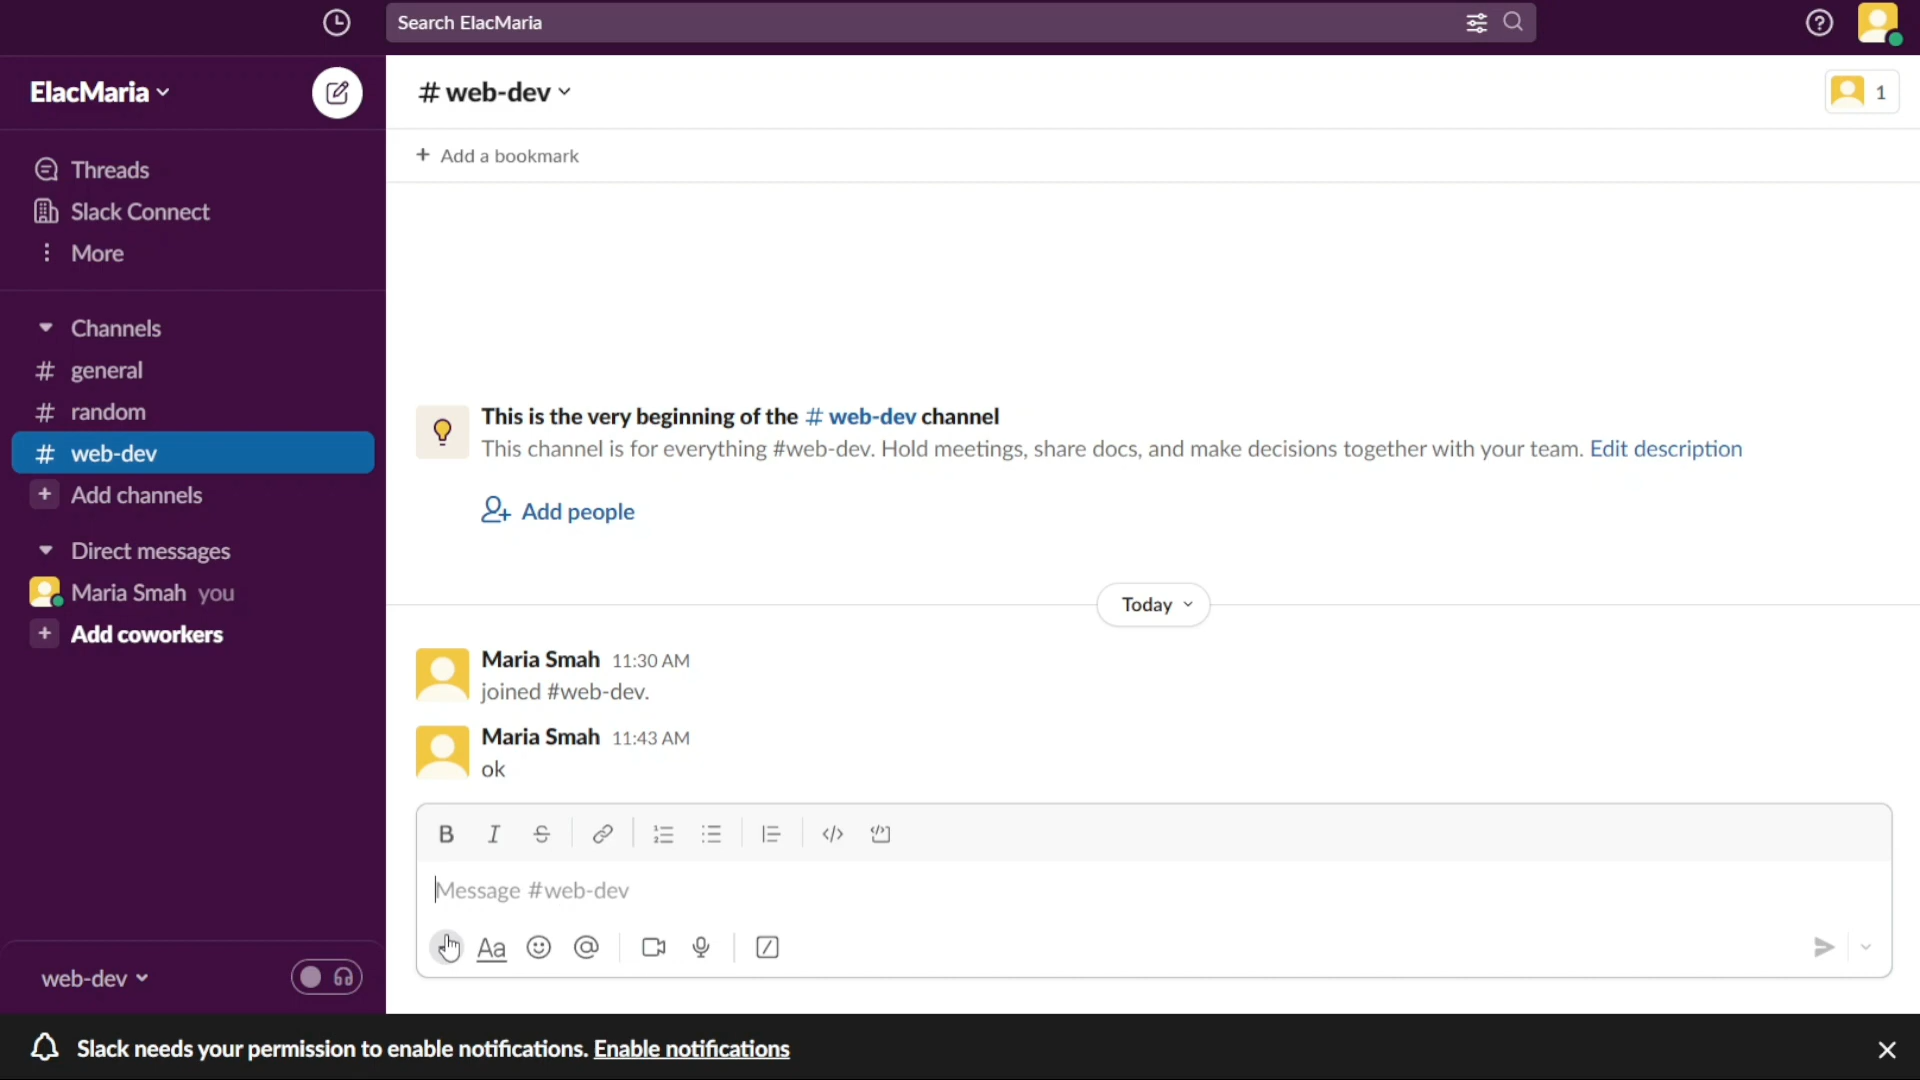 Search ElacMaria
ElacMaria
# web-dev
1
+ Add a bookmark
Threads
Slack Connect
More
Channels
# general
# random
# web-dev
+ Add channels
Direct messages
Maria Smah you
+ Add coworkers
This is the very beginning of the # web-dev channel
This channel is for everything #web-dev. Hold meetings, share docs, and make decisions together with your team. Edit description
Add people
Today
Maria Smah 11:30 AM
joined #web-dev.
Maria Smah 11:43 AM
ok
B I S
Message #web-dev
Aa @
web-dev
Slack needs your permission to enable notifications. Enable notifications